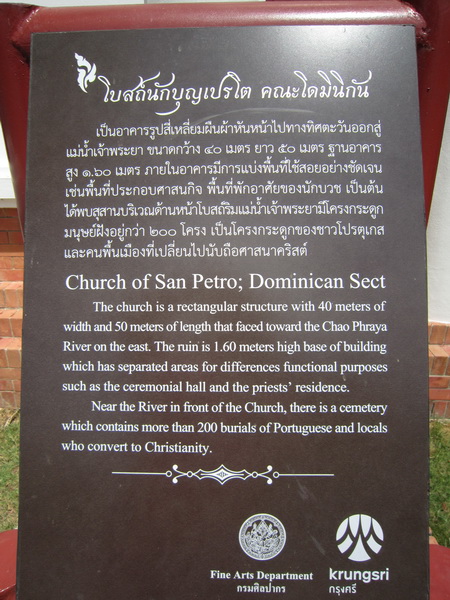 โบสถ์นักบุญเปรโต คณะโดมินิกัน
เป็นอาคารรูปสี่เหลี่ยมผืนผ้าหันหน้าไปทางทิศตะวันออกสู่
แม่น้ำเจ้าพระยา ขนาดกว้าง ๔๐ เมตร ยาว ๕๐ เมตร ฐานอาคาร
สูง ๑.๖๐ เมตร ภายในอาคารมีการแบ่งพื้นที่ใช้สอยอย่างชัดเจน
เช่นพื้นที่ประกอบศาสนกิจ พื้นที่พักอาศัยของนักบวช เป็นต้น
ได้พบสุสานบริเวณด้านหน้าโบสถ์ริมแม่น้ำเจ้าพระยามีโครงกระดูก
มนุษย์ฝังอยู่กว่า ๒๐๐ โครง เป็นโครงกระดูกของชาวโปรตุเกส
และคนพื้นเมืองที่เปลี่ยนไปนับถือศาสนาคริสต์
Church of San Petro; Dominican Sect
The church is a rectangular structure with 40 meters of
width and 50 meters of length that faced toward the Chao Phraya
River on the east. The ruin is 1.60 meters high base of building
which has separated areas for differences functional purposes
such as the ceremonial hall and the priests' residence.
Near the River in front of the Church, there is a cemetery
which contains more than 200 burials of Portuguese and locals
who convert to Christianity.
Fine Arts Department
กรมศิลปากร
krungsri
กรุงศรี